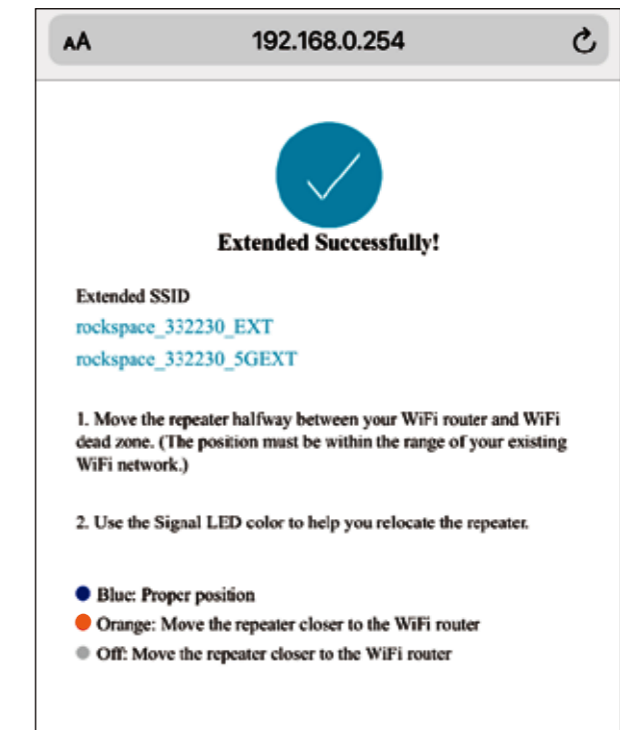 AA 192.168.0.254
Extended Successfully!
Extended SSID
rockspace_332230_EXT
rockspace_332230_5GEXT
1. Move the repeater halfway between your WiFi router and WiFi
dead zone. (The position must be within the range of your existing
WiFi network.)
2. Use the Signal LED color to help you relocate the repeater.
Blue: Proper position
Orange: Move the repeater closer to the WiFi router
Off: Move the repeater closer to the WiFi router